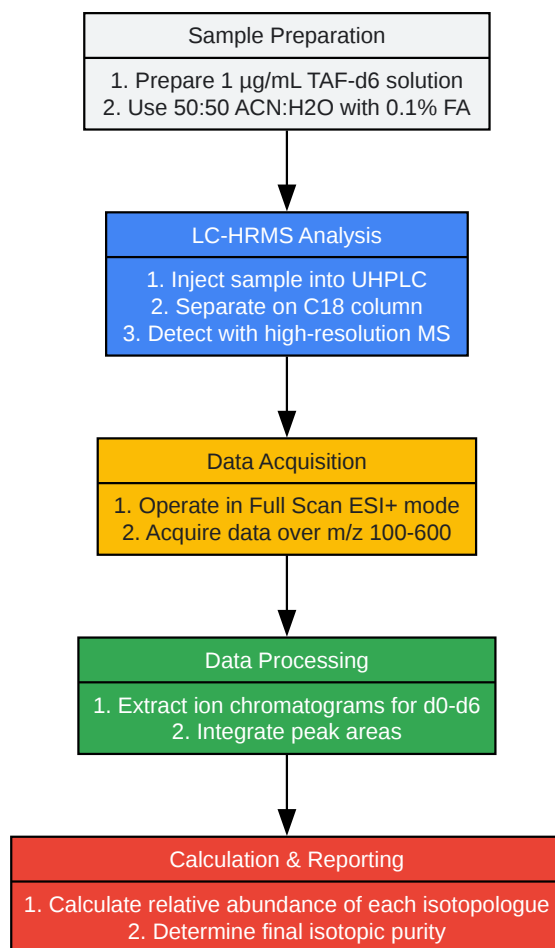 Sample Preparation
1. Prepare 1 µg/mL TAF-d6 solution
2. Use 50:50 ACN:H2O with 0.1% FA
LC-HRMS Analysis
1. Inject sample into UHPLC
2. Separate on C18 column
3. Detect with high-resolution MS
Data Acquisition
1. Operate in Full Scan ESI+ mode
2. Acquire data over m/z 100-600
Data Processing
1. Extract ion chromatograms for d0-d6
2. Integrate peak areas
Calculation & Reporting
1. Calculate relative abundance of each isotopologue
2. Determine final isotopic purity